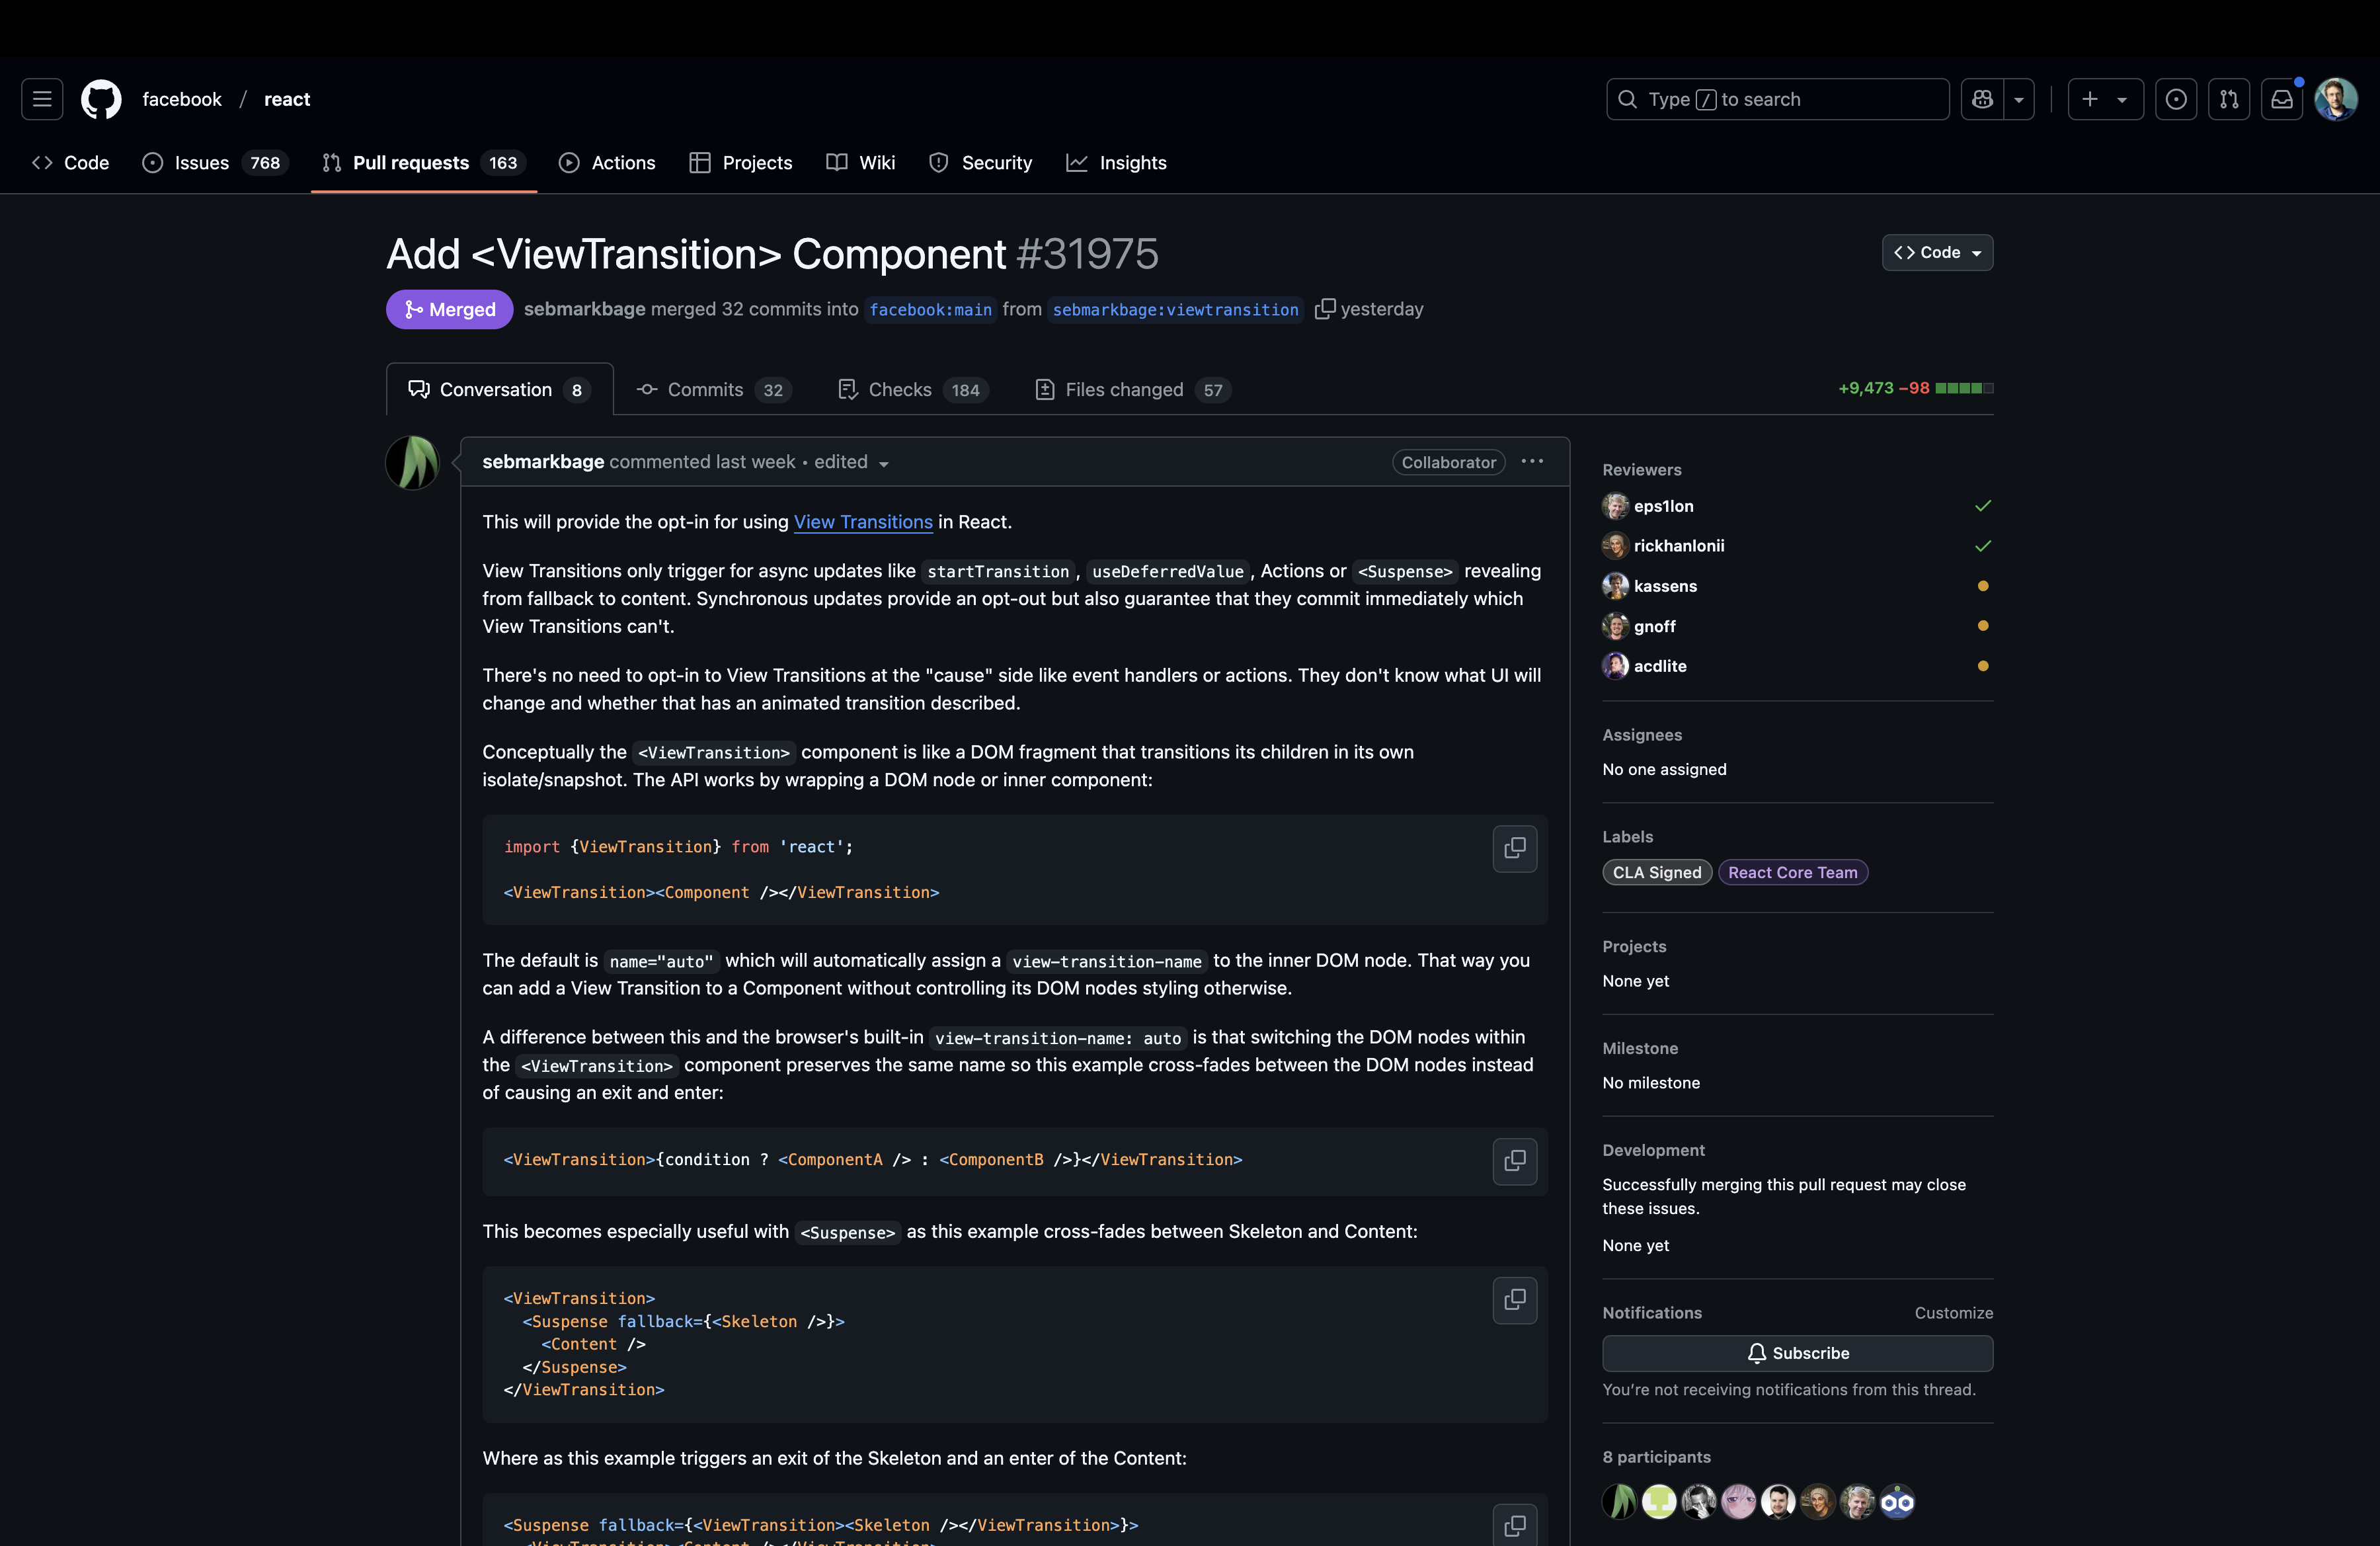 facebook / react
Type / to search
Code
Issues 768
Pull requests 163
Actions
Projects
Wiki
Security
Insights
Add <ViewTransition> Component #31975
Code
Merged sebmarkbage merged 32 commits into facebook:main from sebmarkbage:viewtransition yesterday
Conversation 8
Commits 32
Checks 184
Files changed 57
+9,473 −98
sebmarkbage commented last week • edited
Collaborator
This will provide the opt-in for using View Transitions in React.
View Transitions only trigger for async updates like startTransition, useDeferredValue, Actions or <Suspense> revealing
from fallback to content. Synchronous updates provide an opt-out but also guarantee that they commit immediately which
View Transitions can't.
There's no need to opt-in to View Transitions at the "cause" side like event handlers or actions. They don't know what UI will
change and whether that has an animated transition described.
Conceptually the <ViewTransition> component is like a DOM fragment that transitions its children in its own
isolate/snapshot. The API works by wrapping a DOM node or inner component:
import {ViewTransition} from 'react';
<ViewTransition><Component /></ViewTransition>
The default is name="auto" which will automatically assign a view-transition-name to the inner DOM node. That way you
can add a View Transition to a Component without controlling its DOM nodes styling otherwise.
A difference between this and the browser's built-in view-transition-name: auto is that switching the DOM nodes within
the <ViewTransition> component preserves the same name so this example cross-fades between the DOM nodes instead
of causing an exit and enter:
<ViewTransition>{condition ? <ComponentA /> : <ComponentB />}</ViewTransition>
This becomes especially useful with <Suspense> as this example cross-fades between Skeleton and Content:
<ViewTransition>
<Suspense fallback={<Skeleton />}>
<Content />
</Suspense>
</ViewTransition>
Where as this example triggers an exit of the Skeleton and an enter of the Content:
<Suspense fallback={<ViewTransition><Skeleton /></ViewTransition>}>
<ViewTransition><Content /></ViewTransition>
Reviewers
eps1lon
rickhanlonii
kassens
gnoff
acdlite
Assignees
No one assigned
Labels
CLA Signed
React Core Team
Projects
None yet
Milestone
No milestone
Development
Successfully merging this pull request may close
these issues.
None yet
Notifications
Customize
Subscribe
You're not receiving notifications from this thread.
8 participants